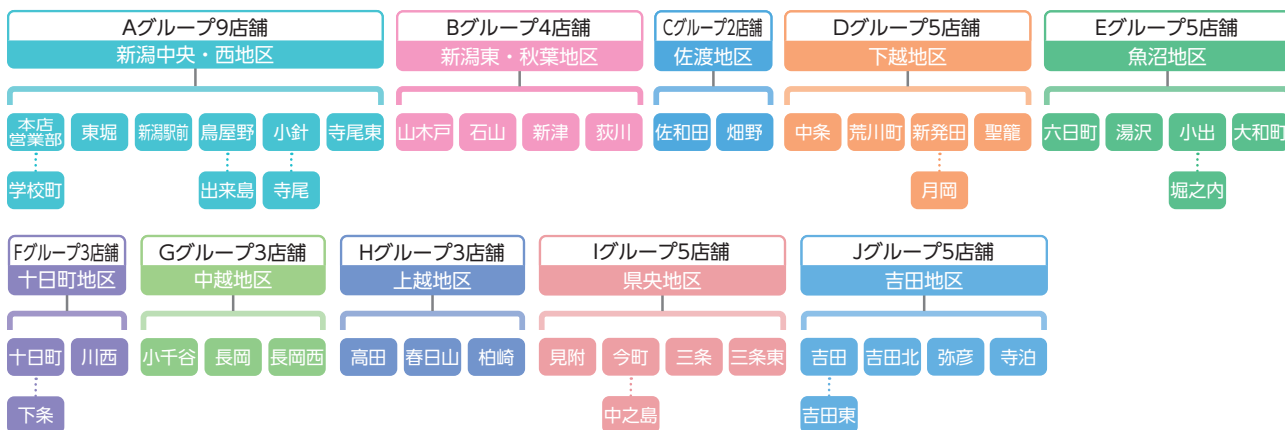 Aグループ9店舗
新潟中央・西地区
本店
営業部
東堀
新潟駅前
鳥屋野
小針
寺尾東
学校町
出来島
寺尾
Bグループ4店舗
新潟東・秋葉地区
山木戸
石山
新津
荻川
Cグループ2店舗
佐渡地区
佐和田
畑野
Dグループ5店舗
下越地区
中条
荒川町
新発田
聖籠
月岡
Eグループ5店舗
魚沼地区
六日町
湯沢
小出
大和町
堀之内
Fグループ3店舗
十日町地区
十日町
川西
下条
Gグループ3店舗
中越地区
小千谷
長岡
長岡西
Hグループ3店舗
上越地区
高田
春日山
柏崎
Iグループ5店舗
県央地区
見附
今町
三条
三条東
中之島
Jグループ5店舗
吉田地区
吉田
吉田北
弥彦
寺泊
吉田東